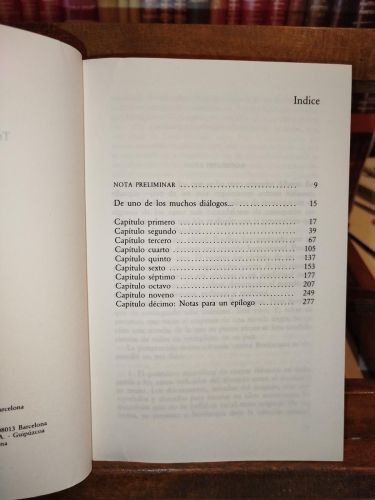 Indice
NOTA PRELIMINAR ................................ 9
De uno de los muchos diálogos... ................ 15
Capítulo primero ................................ 17
Capítulo segundo ................................ 39
Capítulo tercero ................................ 67
Capítulo cuarto ................................ 105
Capítulo quinto ................................ 137
Capítulo sexto ................................ 153
Capítulo séptimo ................................ 177
Capítulo octavo ................................ 207
Capítulo noveno ................................ 249
Capítulo décimo: Notas para un epílogo .......... 277
arcelona
08013 Barcelona
A. - Guipúzcoa
na